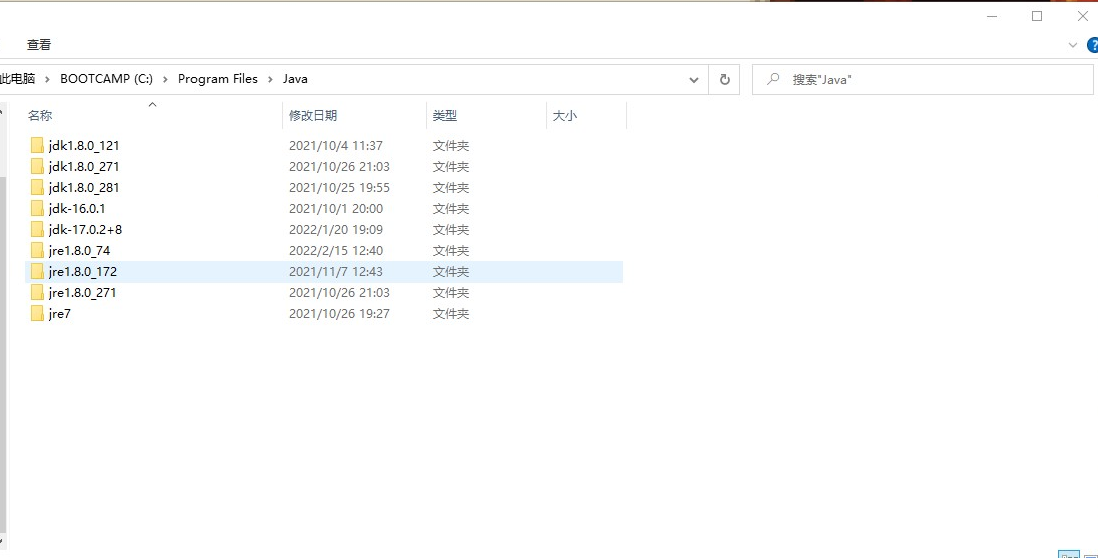 查看
此电脑 › BOOTCAMP (C:) › Program Files › Java
搜索"Java"
名称 修改日期 类型 大小
jdk1.8.0_121 2021/10/4 11:37 文件夹
jdk1.8.0_271 2021/10/26 21:03 文件夹
jdk1.8.0_281 2021/10/25 19:55 文件夹
jdk-16.0.1 2021/10/1 20:00 文件夹
jdk-17.0.2+8 2022/1/20 19:09 文件夹
jre1.8.0_74 2022/2/15 12:40 文件夹
jre1.8.0_172 2021/11/7 12:43 文件夹
jre1.8.0_271 2021/10/26 21:03 文件夹
jre7 2021/10/26 19:27 文件夹